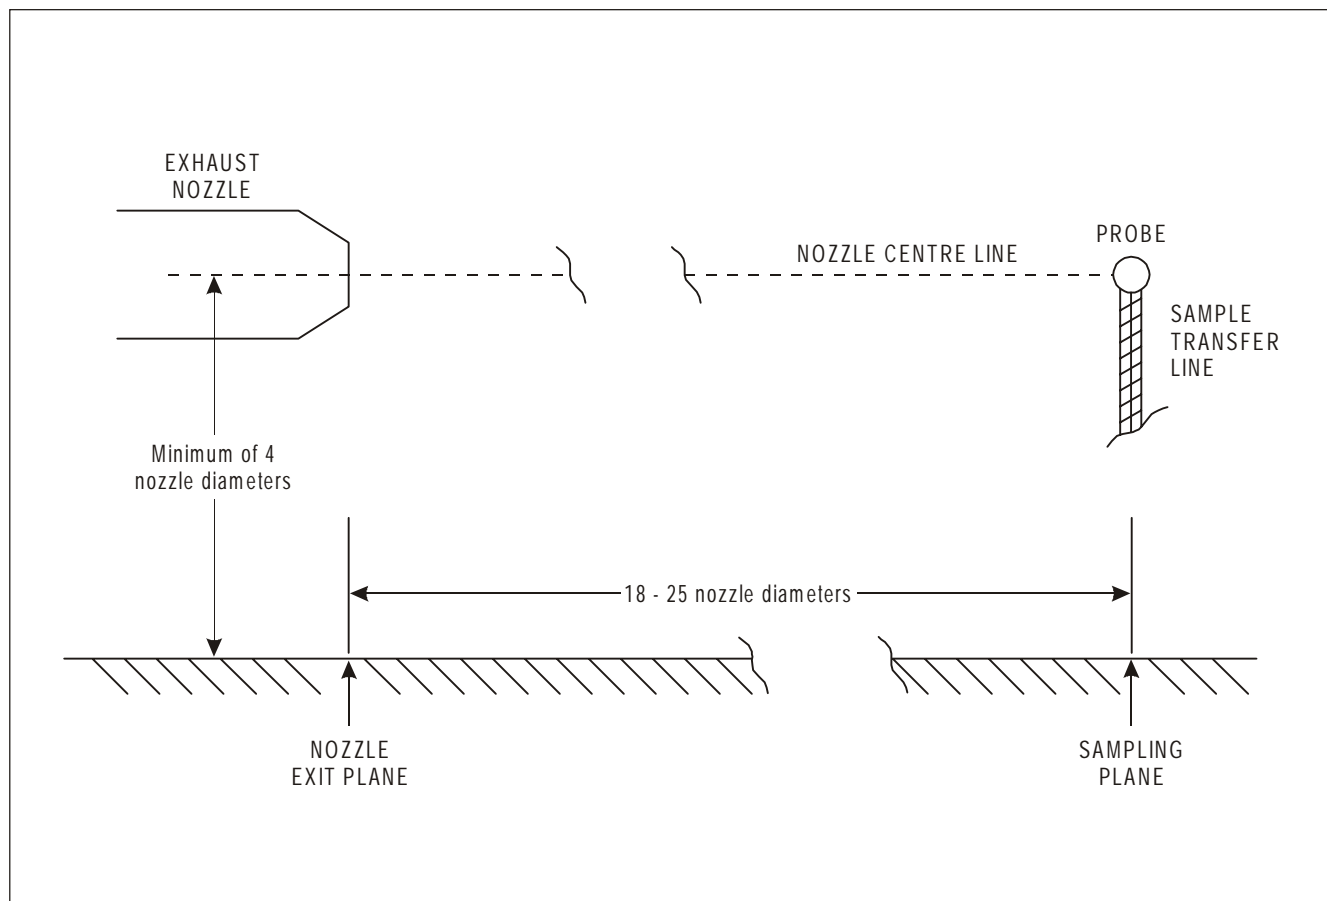 EXHAUST
NOZZLE
PROBE
NOZZLE CENTRE LINE
SAMPLE
TRANSFER
LINE
Minimum of 4
nozzle diameters
18 - 25 nozzle diameters
NOZZLE
EXIT PLANE
SAMPLING
PLANE